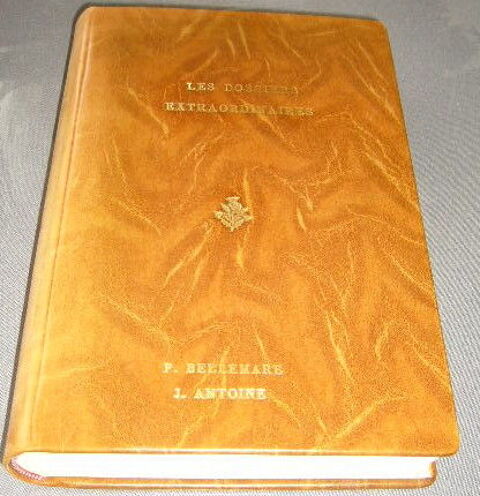 LES DOSSIERS
EXTRAORDINAIRES
P. BELLEMARE
J. ANTOINE